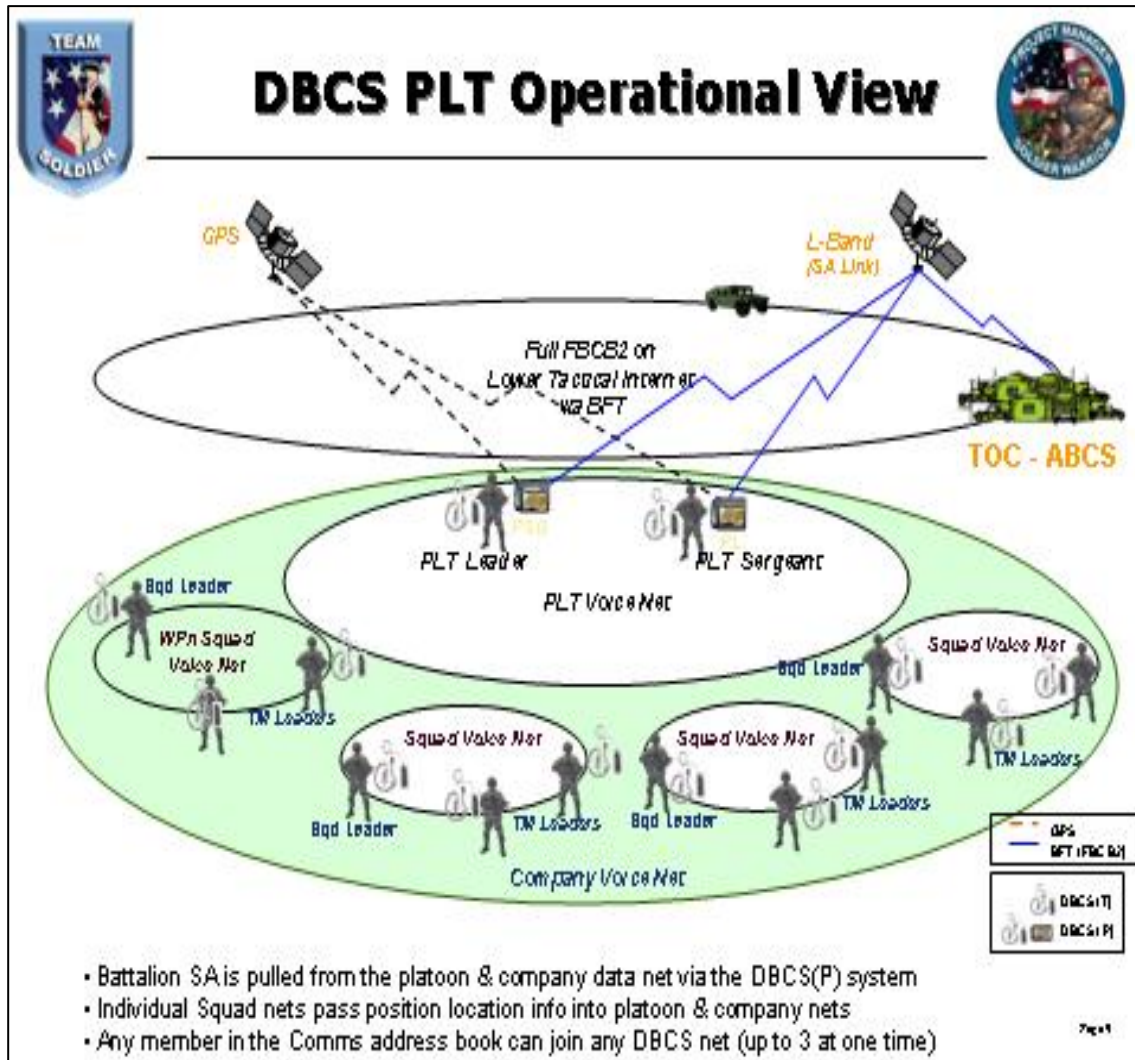 TEAM
SOLDIER
DBCS PLT Operational View
PROJECT MANAGER
SOLDIER WARRIOR
GPS
L-Band
(SA Link)
Full FBCB2 on
Lower Tactical Internet
via BFT
TOC - ABCS
PLT Leader
PLT Sergeant
PLT Voice Net
Sqd Leader
WPn Squad
Voice Net
TM Leaders
Squad Voice Net
Sqd Leader
TM Leaders
Squad Voice Net
Sqd Leader
TM Leaders
Squad Voice Net
Sqd Leader
TM Leaders
Company Voice Net
GPS
BFT (FBCB2)
DBCS(T)
DBCS(P)
• Battalion SA is pulled from the platoon & company data net via the DBCS(P) system
• Individual Squad nets pass position location info into platoon & company nets
• Any member in the Comms address book can join any DBCS net (up to 3 at one time)